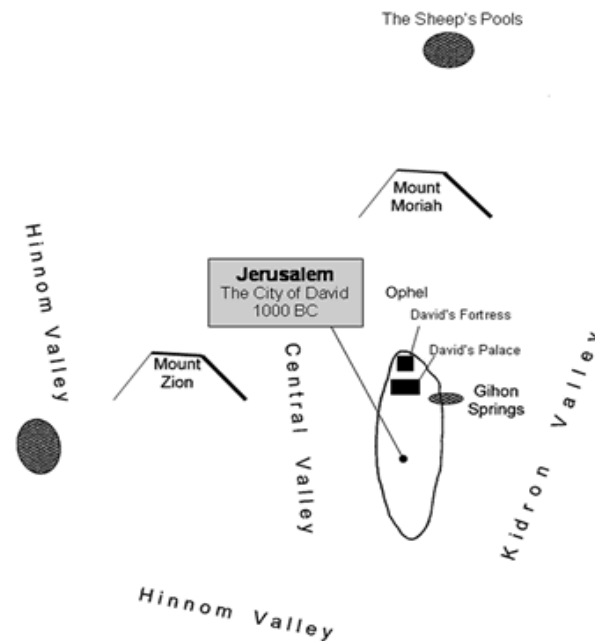 The Sheep's Pools
Mount
Moriah
Hinnom Valley
Jerusalem
The City of David
1000 BC
Ophel
David's Fortress
David's Palace
Mount
Zion
Central Valley
Gihon
Springs
Kidron Valley
Hinnom Valley